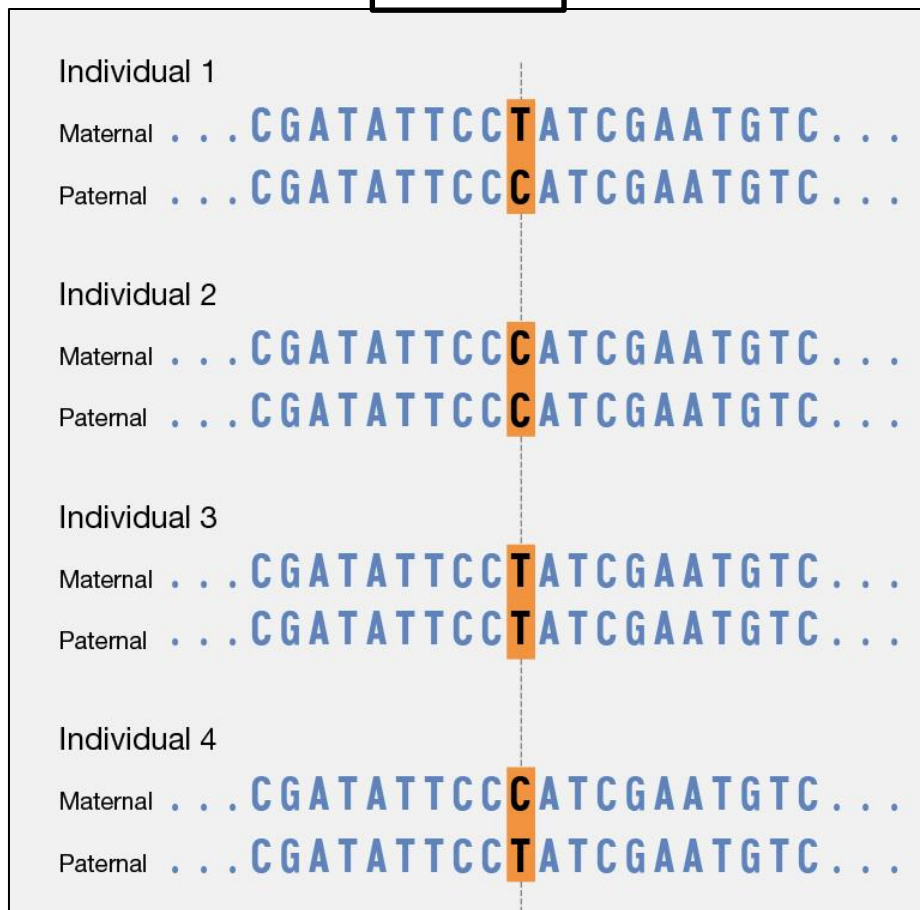 Individual 1
Maternal . . . CGATATTCCTATCGAATGTC . . .
Paternal . . . CGATATTCCCATCGAATGTC . . .
Individual 2
Maternal . . . CGATATTCCCATCGAATGTC . . .
Paternal . . . CGATATTCCCATCGAATGTC . . .
Individual 3
Maternal . . . CGATATTCCTATCGAATGTC . . .
Paternal . . . CGATATTCCTATCGAATGTC . . .
Individual 4
Maternal . . . CGATATTCCCATCGAATGTC . . .
Paternal . . . CGATATTCCTATCGAATGTC . . .